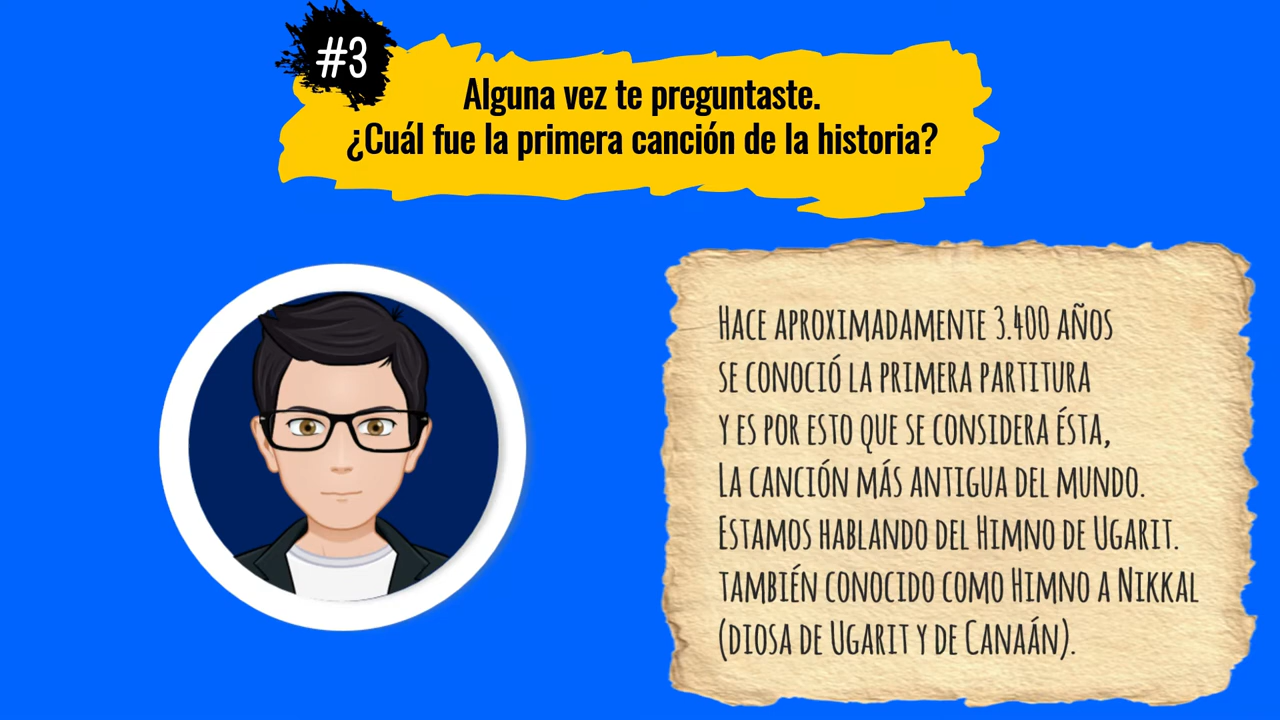 #3
Alguna vez te preguntaste.
¿Cuál fue la primera canción de la historia?
Hace aproximadamente 3.400 años
se conoció la primera partitura
y es por esto que se considera ésta,
La canción más antigua del mundo.
Estamos hablando del Himno de Ugarit.
también conocido como Himno a Nikkal
(diosa de Ugarit y de Canaán).